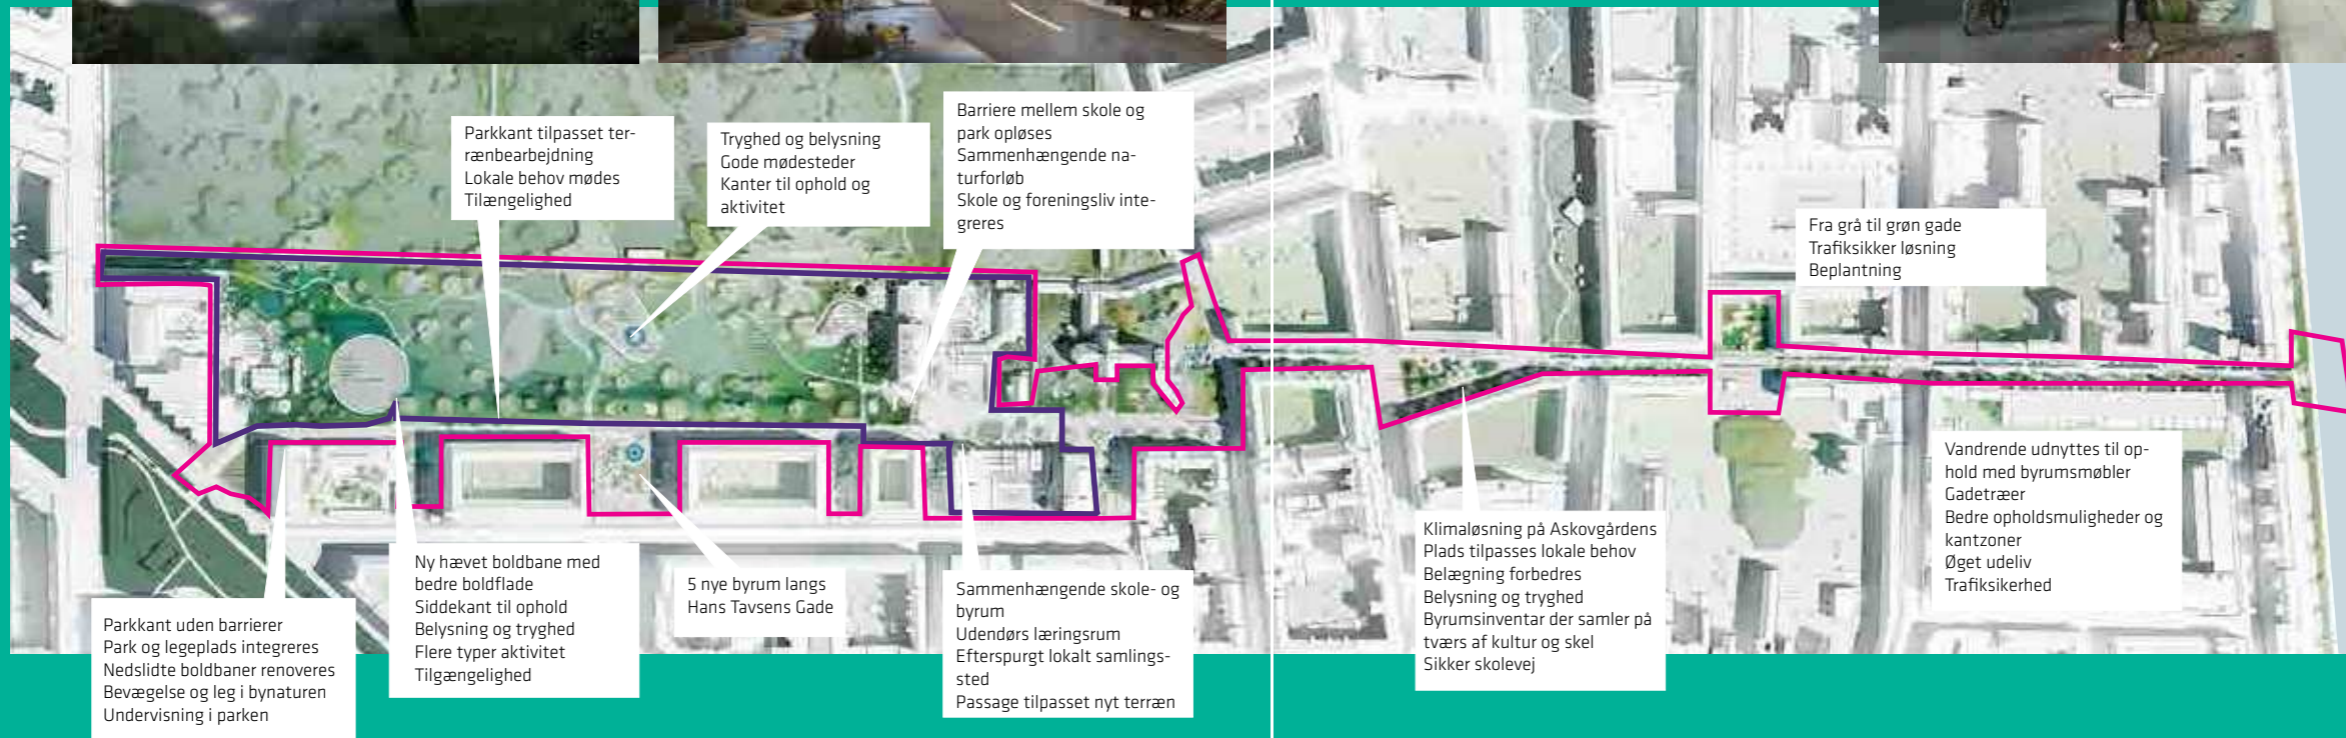 Parkkant tilpasset ter-
rænbearbejdning
Lokale behov mødes
Tilængelighed
Tryghed og belysning
Gode mødesteder
Kanter til ophold og
aktivitet
Barriere mellem skole og
park opløses
Sammenhængende na-
turforløb
Skole og foreningsliv inte-
greres
Fra grå til grøn gade
Trafiksikker løsning
Beplantning
Parkkant uden barrierer
Park og legeplads integreres
Nedslidte boldbaner renoveres
Bevægelse og leg i bynaturen
Undervisning i parken
Ny hævet boldbane med
bedre boldflade
Siddekant til ophold
Belysning og tryghed
Flere typer aktivitet
Tilgængelighed
5 nye byrum langs
Hans Tavsens Gade
Sammenhængende skole- og
byrum
Udendørs læringsrum
Efterspurgt lokalt samlings-
sted
Passage tilpasset nyt terræn
Klimaløsning på Askovgårdens
Plads tilpasses lokale behov
Belægning forbedres
Belysning og tryghed
Byrumsinventar der samler på
tværs af kultur og skel
Sikker skolevej
Vandrende udnyttes til op-
hold med byrumsmøbler
Gadetræer
Bedre opholdsmuligheder og
kantzoner
Øget udeliv
Trafiksikerhed